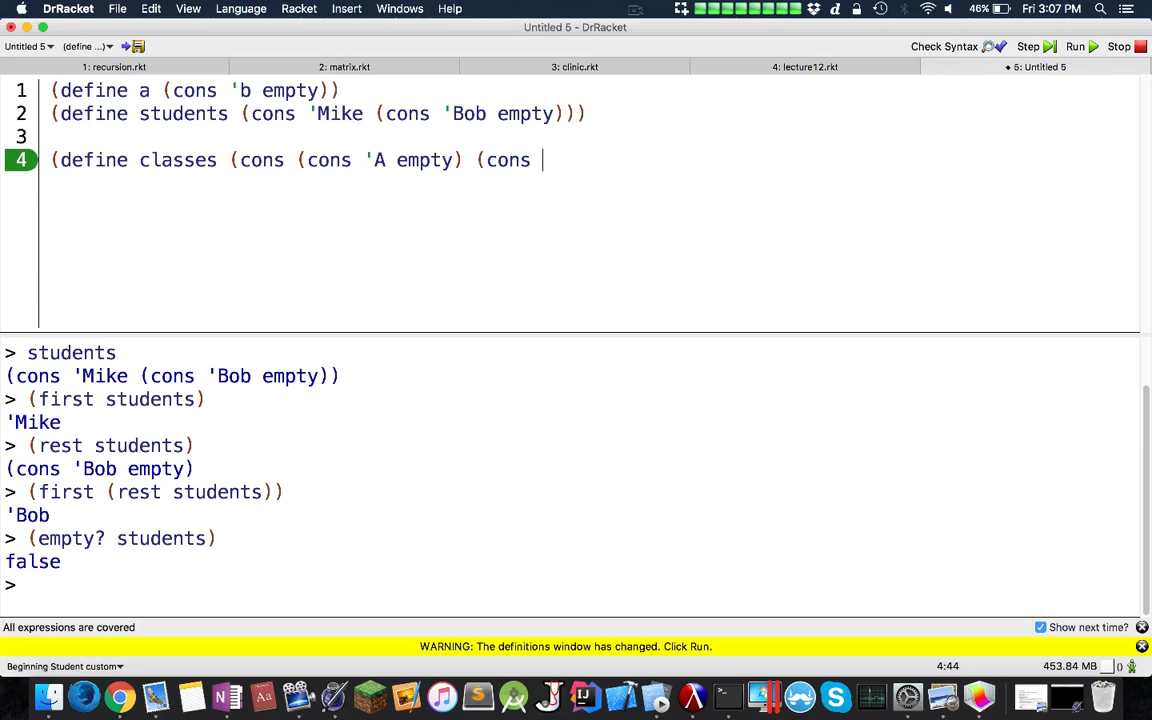 DrRacket File Edit View Language Racket Insert Windows Help 46% Fri 3:07 PM
Untitled 5 - DrRacket
Untitled 5 (define ...) Check Syntax Step Run Stop
1: recursion.rkt 2: matrix.rkt 3: clinic.rkt 4: lecture12.rkt 5: Untitled 5
1 (define a (cons 'b empty))
2 (define students (cons 'Mike (cons 'Bob empty)))
3
4 (define classes (cons (cons 'A empty) (cons
> students
(cons 'Mike (cons 'Bob empty))
> (first students)
'Mike
> (rest students)
(cons 'Bob empty)
> (first (rest students))
'Bob
> (empty? students)
false
>
All expressions are covered Show next time?
WARNING: The definitions window has changed. Click Run.
Beginning Student custom 4:44 453.84 MB ()